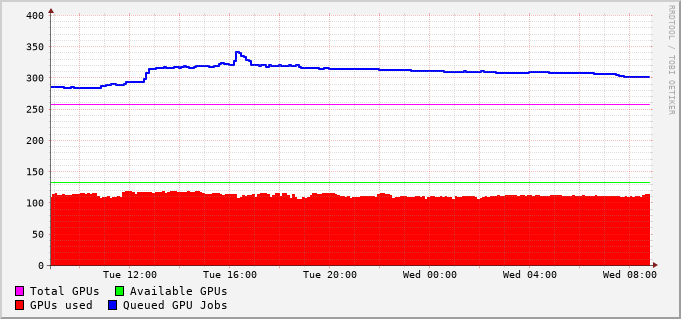 400
350
300
250
200
150
100
50
0
Tue 12:00 Tue 16:00 Tue 20:00 Wed 00:00 Wed 04:00 Wed 08:00
Total GPUs Available GPUs
GPUs used Queued GPU Jobs
RRDTOOL / TOBI OETIKER